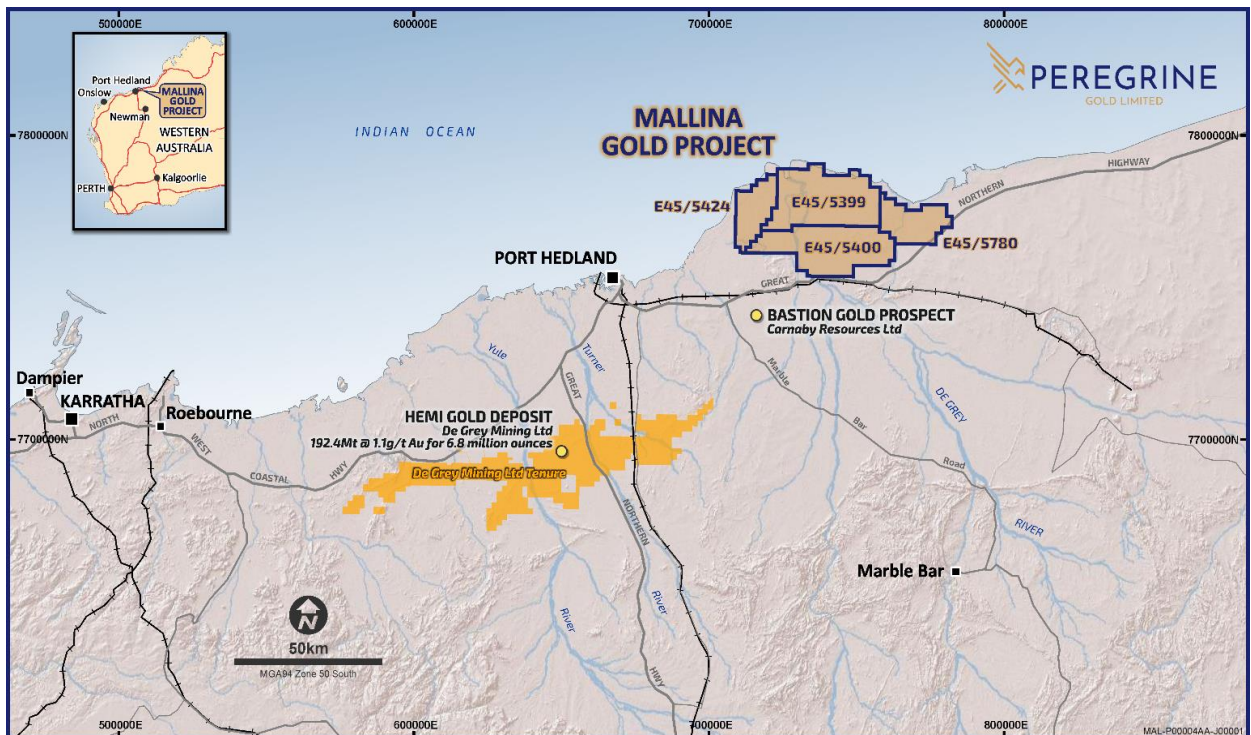 500000E
600000E
700000E
800000E
Port Hedland
Onslow
MALLINA
GOLD
PROJECT
Newman
WESTERN
AUSTRALIA
Kalgoorlie
PERTH
INDIAN OCEAN
PEREGRINE
GOLD LIMITED
MALLINA
GOLD PROJECT
7800000N
7800000N
NORTHERN
HIGHWAY
E45/5424
E45/5399
E45/5400
E45/5780
PORT HEDLAND
GREAT
BASTION GOLD PROSPECT
Carnaby Resources Ltd
Yule
Turner
Marble
Bar
Road
DE GREY
RIVER
Dampier
KARRATHA
Roebourne
NORTH
WEST
COASTAL
HWY
GREAT
HEMI GOLD DEPOSIT
De Grey Mining Ltd
192.4Mt @ 1.1g/t Au for 6.8 million ounces
De Grey Mining Ltd Tenure
7700000N
7700000N
NORTHERN
HWY
River
River
Marble Bar
N
50km
MGA94 Zone 50 South
500000E
600000E
700000E
800000E
MAL-P00004AA-J00001